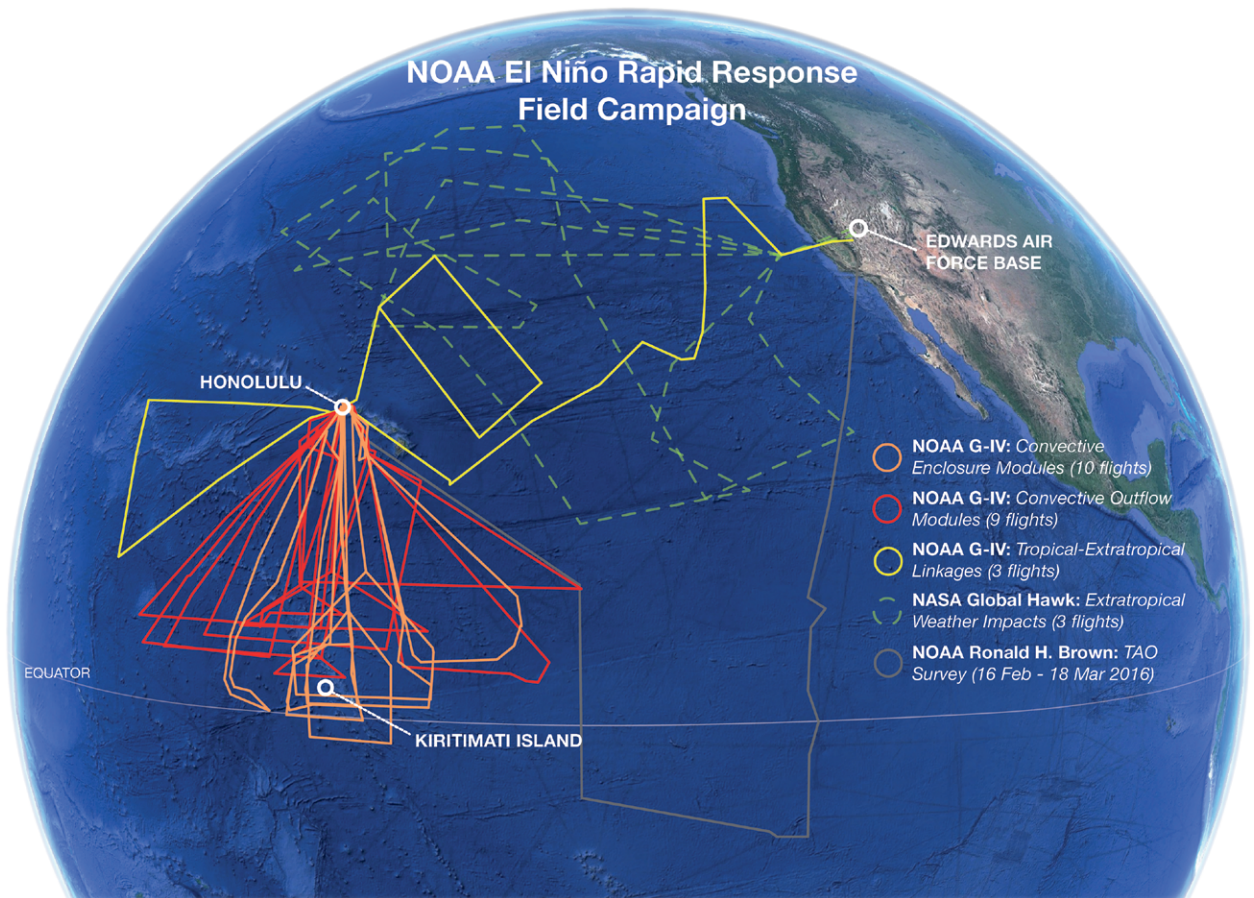 NOAA El Niño Rapid Response
Field Campaign
EDWARDS AIR
FORCE BASE
HONOLULU
NOAA G-IV: Convective
Enclosure Modules (10 flights)
NOAA G-IV: Convective Outflow
Modules (9 flights)
NOAA G-IV: Tropical-Extratropical
Linkages (3 flights)
NASA Global Hawk: Extratropical
Weather Impacts (3 flights)
NOAA Ronald H. Brown: TAO
Survey (16 Feb - 18 Mar 2016)
EQUATOR
KIRITIMATI ISLAND